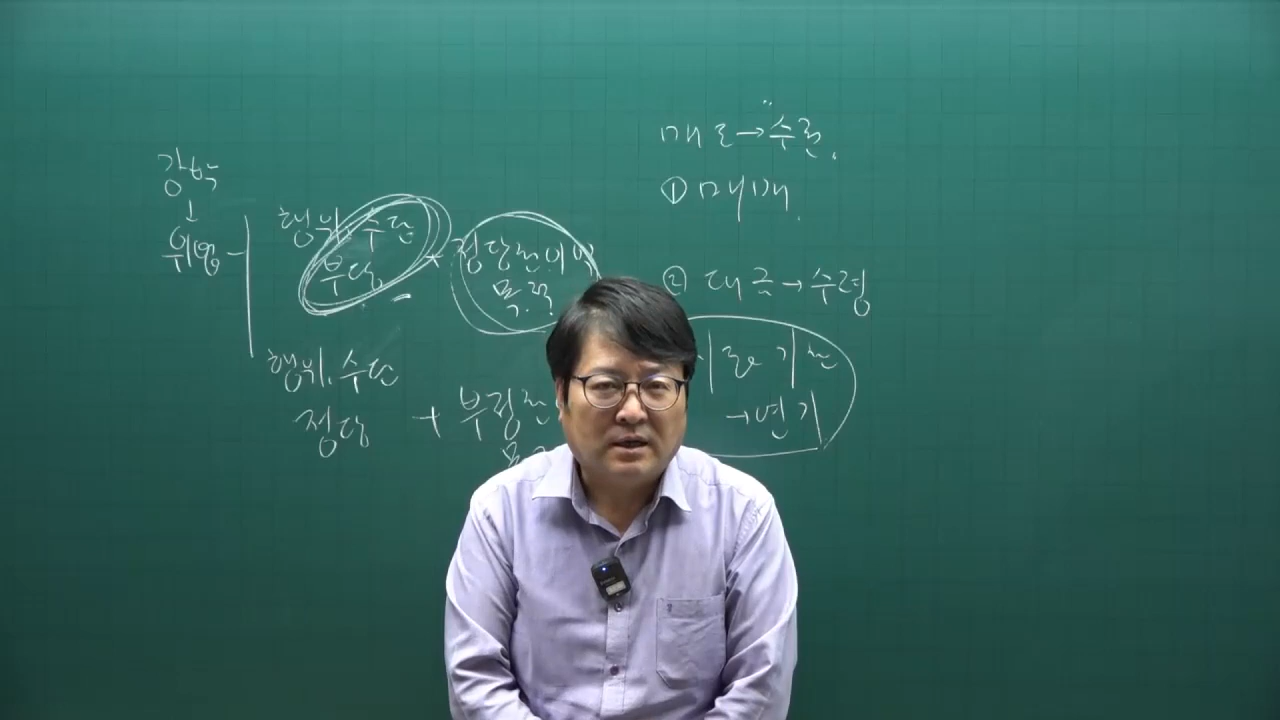 강박
↓
위법
행위, 수단
부당
+
정당한 이익
목적
행위, 수단
정당
+
부정한
매도→수론.
① 매매.
② 대금→수령
기한
→연기